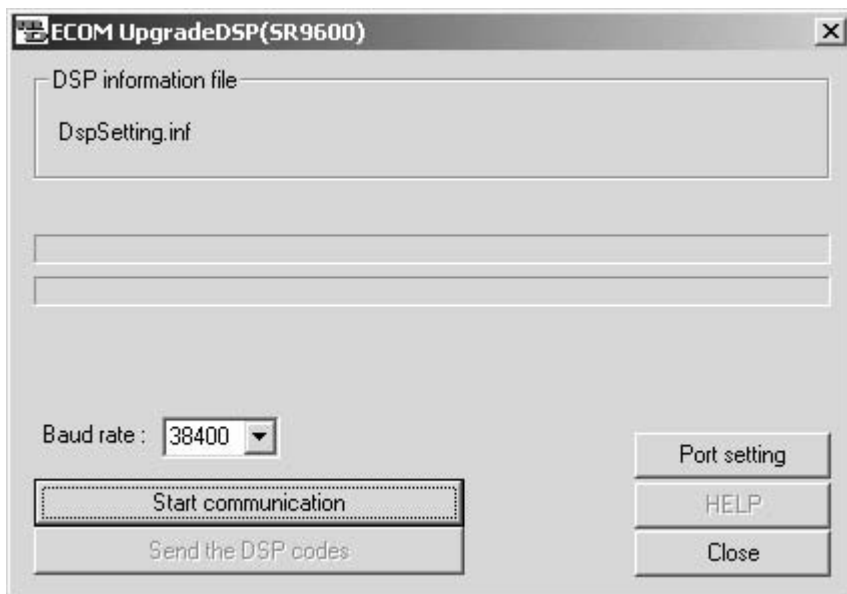 ECOM UpgradeDSP(SR9600)
DSP information file
DspSetting.inf
Baud rate : 38400
Port setting
Start communication
HELP
Send the DSP codes
Close